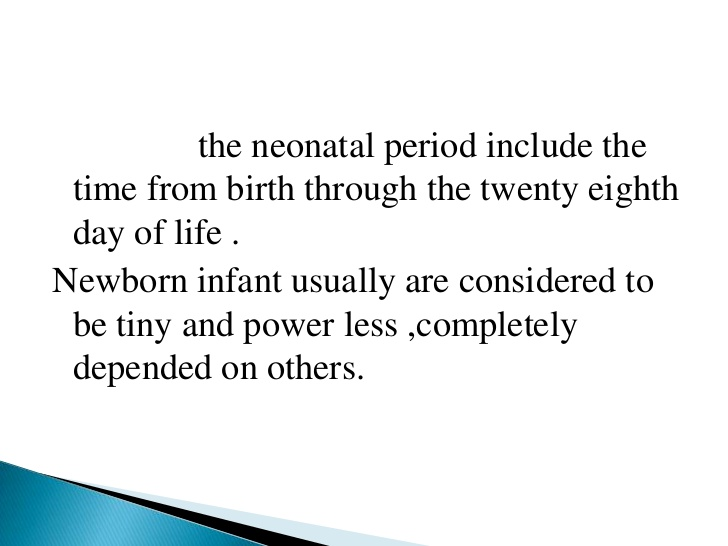 the neonatal period include the
time from birth through the twenty eighth
day of life .
Newborn infant usually are considered to
be tiny and power less ,completely
depended on others.